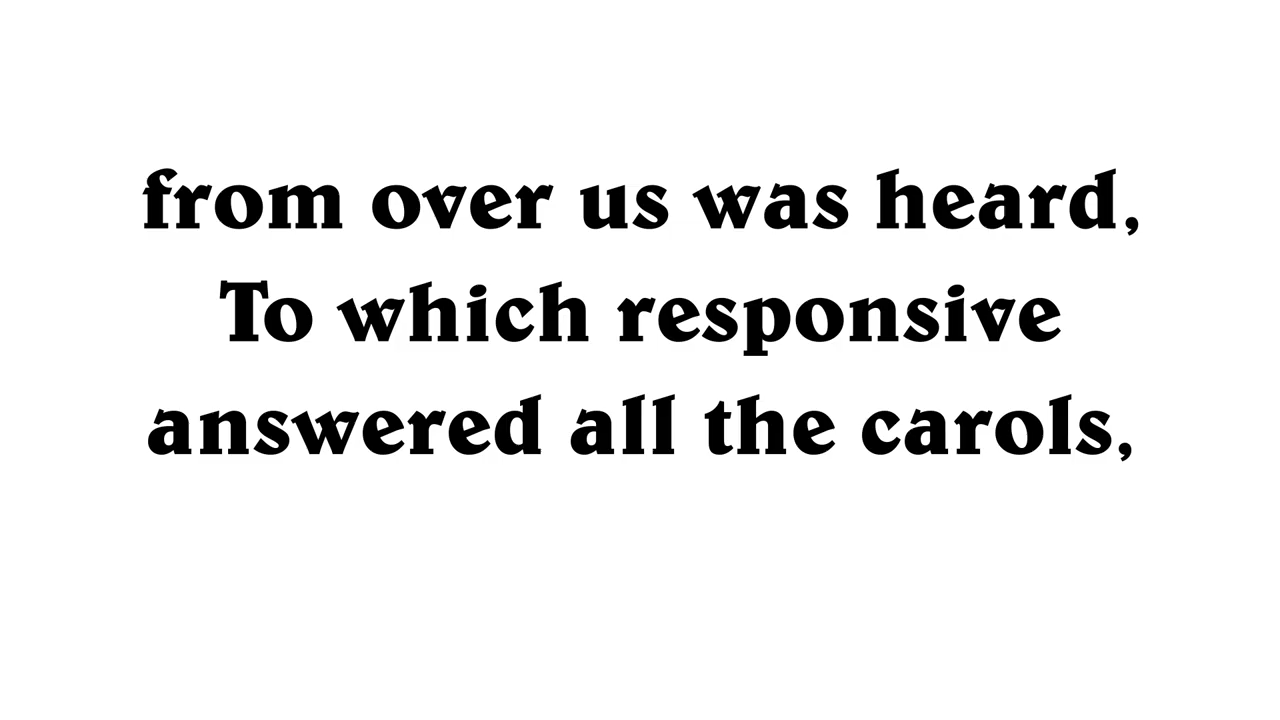 from over us was heard,
To which responsive
answered all the carols,